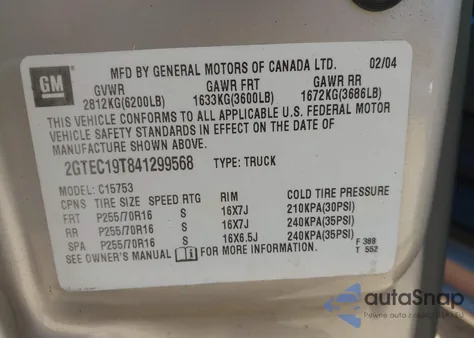 MFD BY GENERAL MOTORS OF CANADA LTD. 02/04
GM
GVWR GAWR FRT GAWR RR
2812KG(6200LB) 1633KG(3600LB) 1672KG(3686LB)
THIS VEHICLE CONFORMS TO ALL APPLICABLE U.S. FEDERAL MOTOR
VEHICLE SAFETY STANDARDS IN EFFECT ON THE DATE OF
MANUFACTURE SHOWN ABOVE.
2GTEC19T841299568 TYPE: TRUCK
MODEL: C15753
CPNS TIRE SIZE SPEED RTG RIM COLD TIRE PRESSURE
FRT P255/70R16 S 16X7J 210KPA(30PSI)
RR P255/70R16 S 16X7J 240KPA(35PSI)
SPA P255/70R16 S 16X6.5J 240KPA(35PSI)
SEE OWNER'S MANUAL FOR MORE INFORMATION.
F 388
T 552
autoSnap